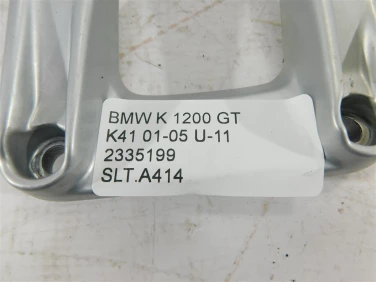 BMW K 1200 GT
K41 01-05 U-11
2335199
SLT.A414